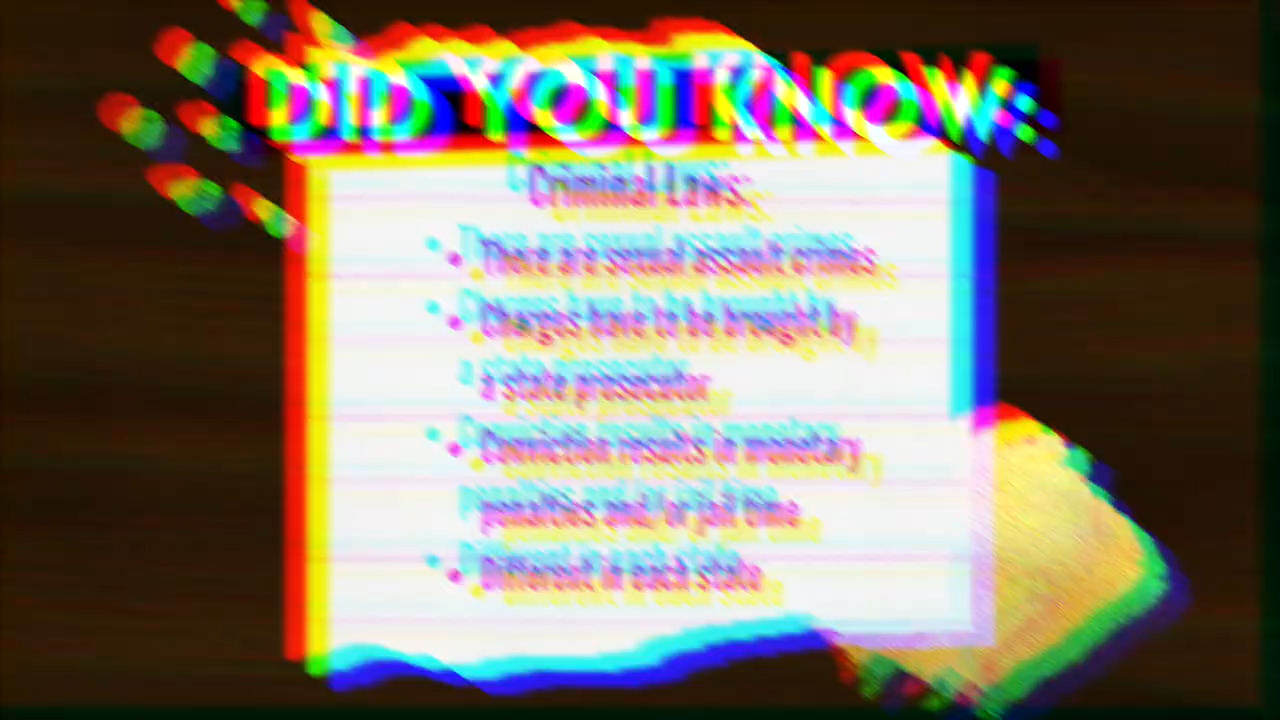 DID YOU KNOW:
Criminal Laws:
• There are sexual assault crimes
• Charges have to be brought by
a state prosecutor
• Conviction results in monetary
penalties and/or jail time
• Different in each state